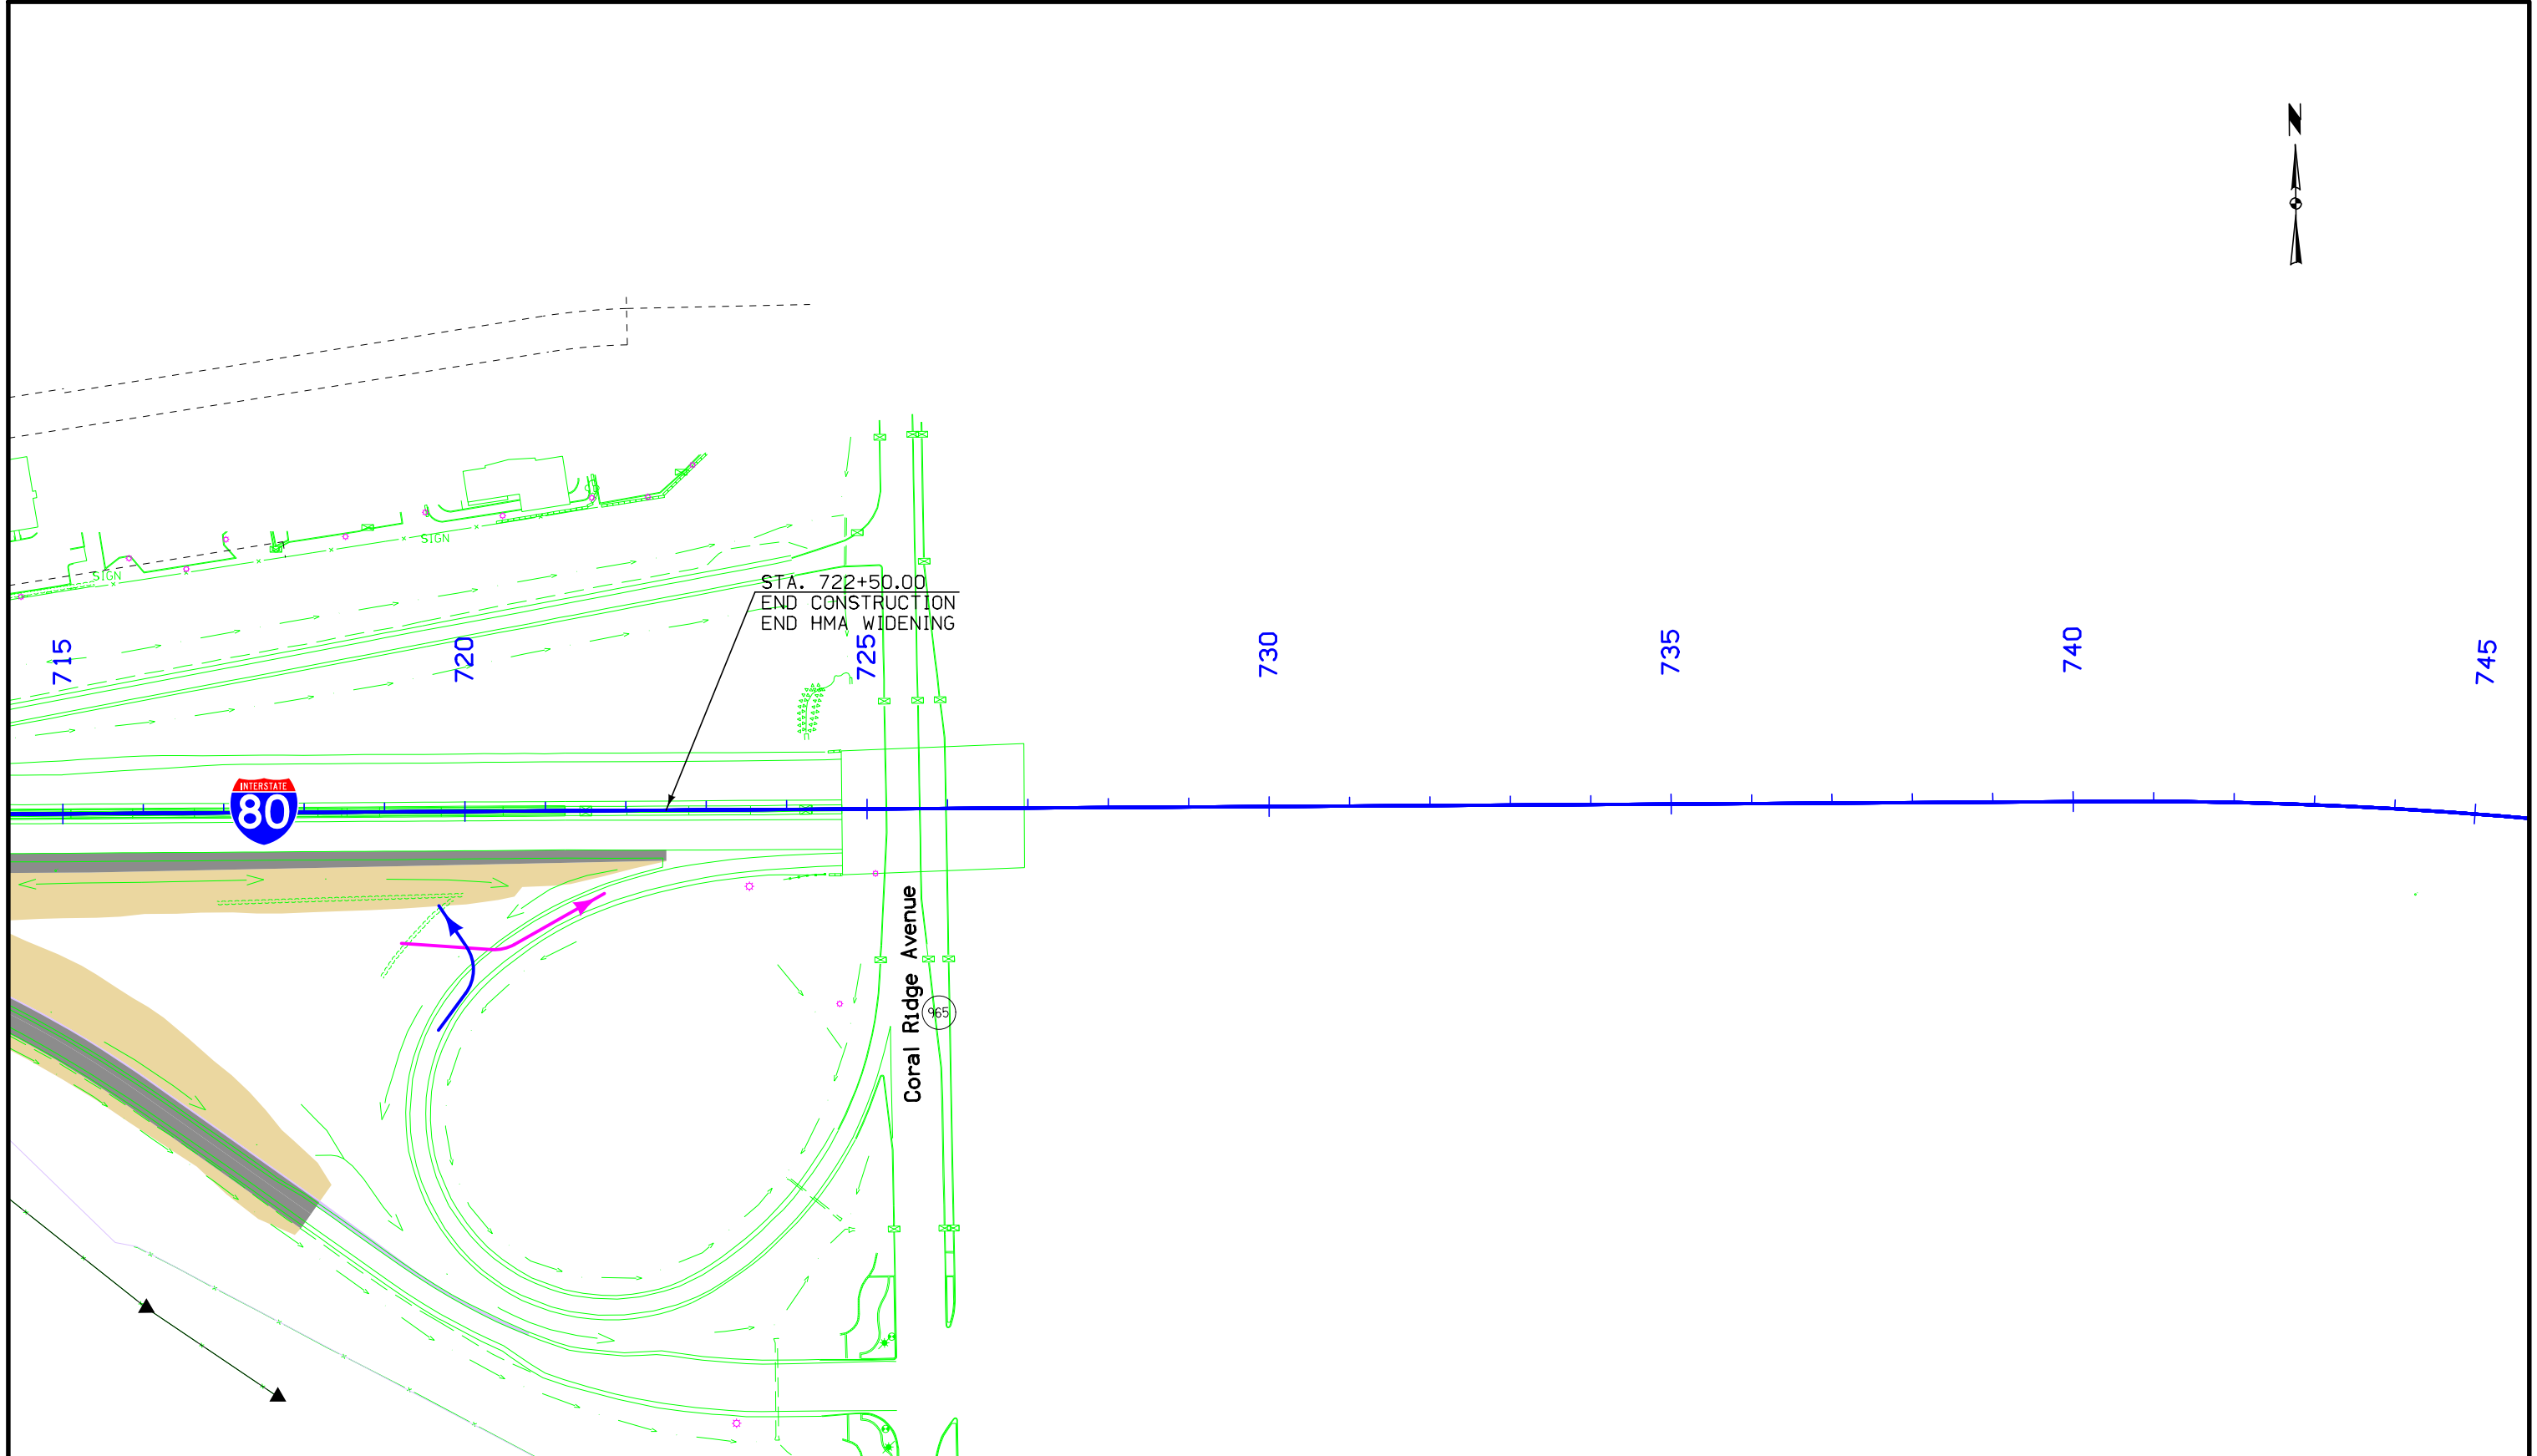 N
SIGN
SIGN
STA. 722+50.00
END CONSTRUCTION
END HMA WIDENING
715
720
725
730
735
740
745
INTERSTATE
80
Coral Ridge Avenue
965